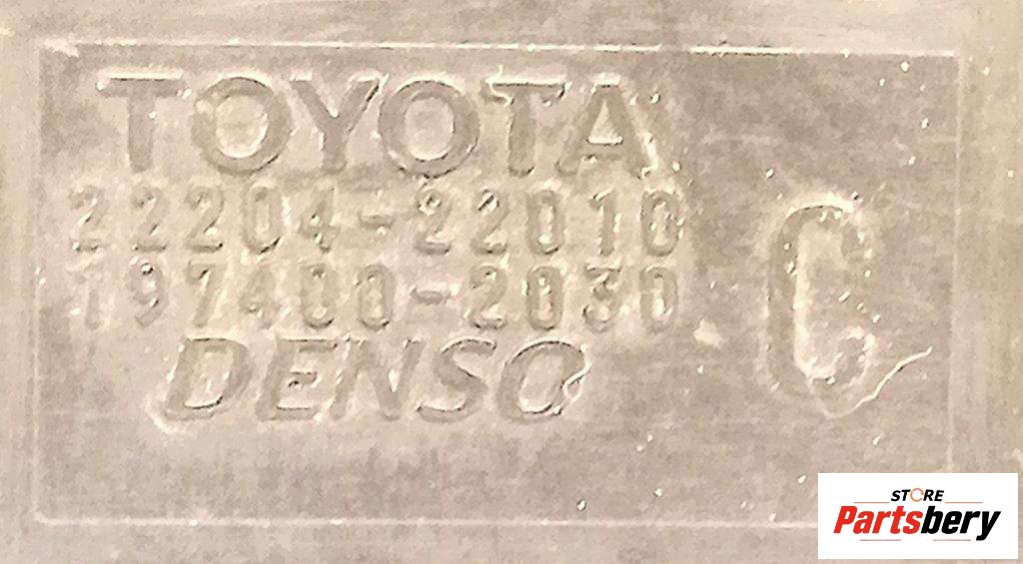 TOYOTA
22204-22010
197400-2030
DENSO
C
STORE
Partsbery